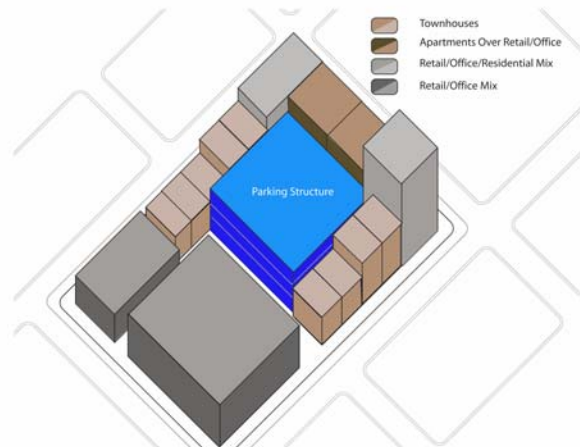 Townhouses
Apartments Over Retail/Office
Retail/Office/Residential Mix
Retail/Office Mix
Parking Structure